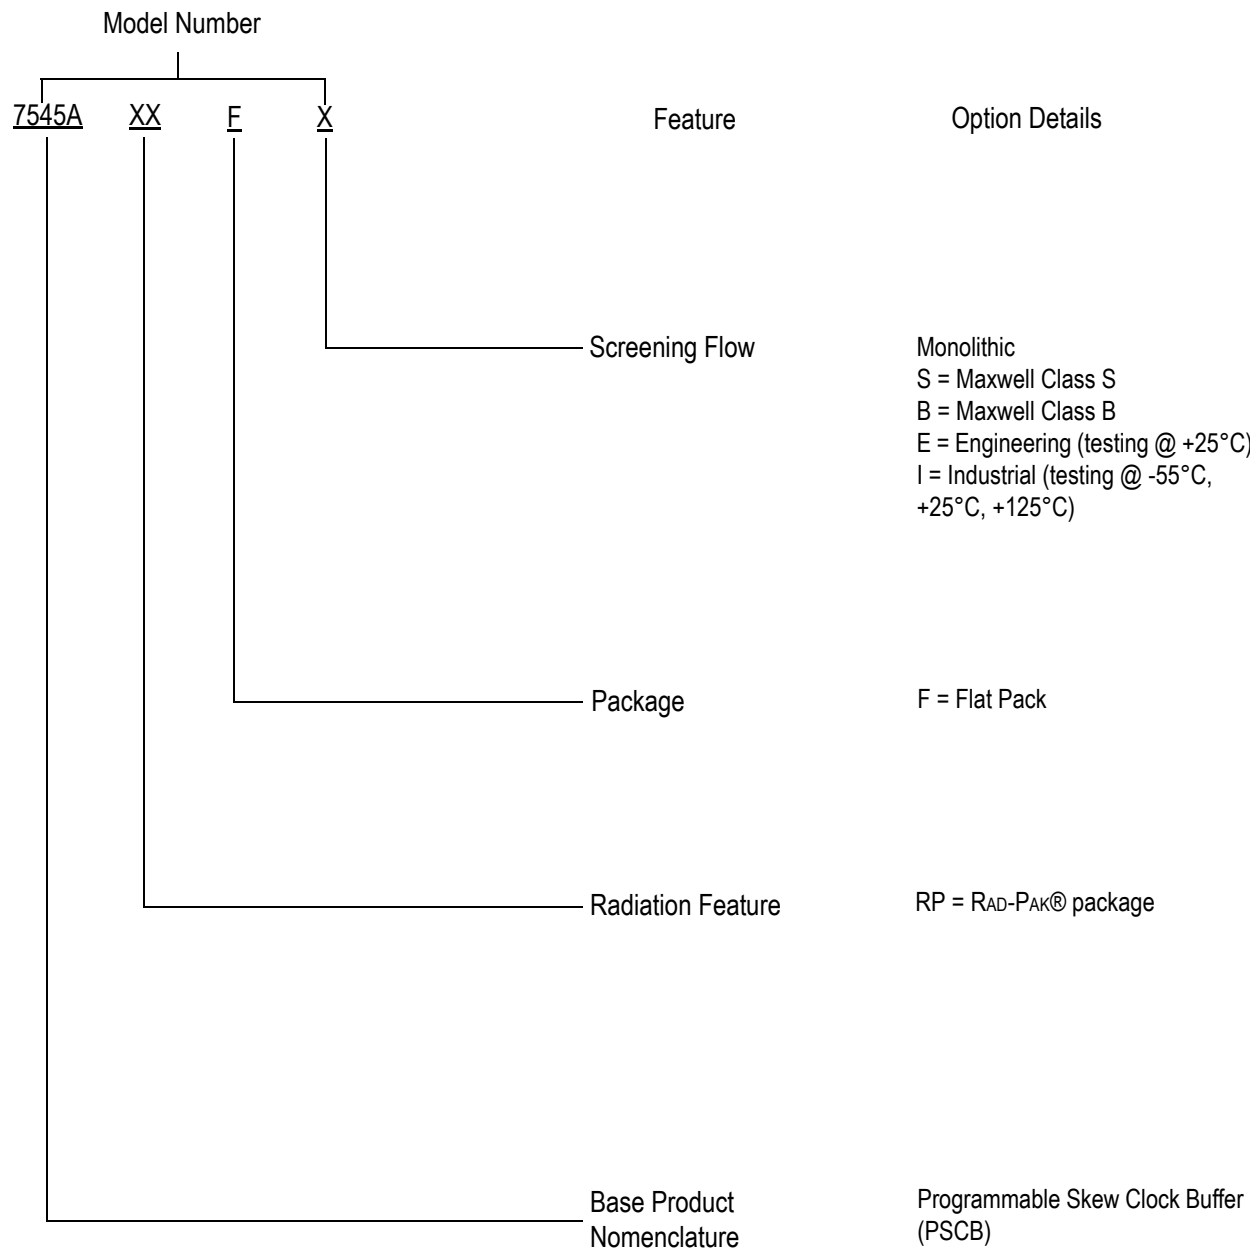 Model Number
7545A XX F X
Feature Option Details
Screening Flow
Monolithic
S = Maxwell Class S
B = Maxwell Class B
E = Engineering (testing @ +25°C)
I = Industrial (testing @ -55°C,
+25°C, +125°C)
Package
F = Flat Pack
Radiation Feature
RP = RAD-PAK® package
Base Product
Nomenclature
Programmable Skew Clock Buffer
(PSCB)